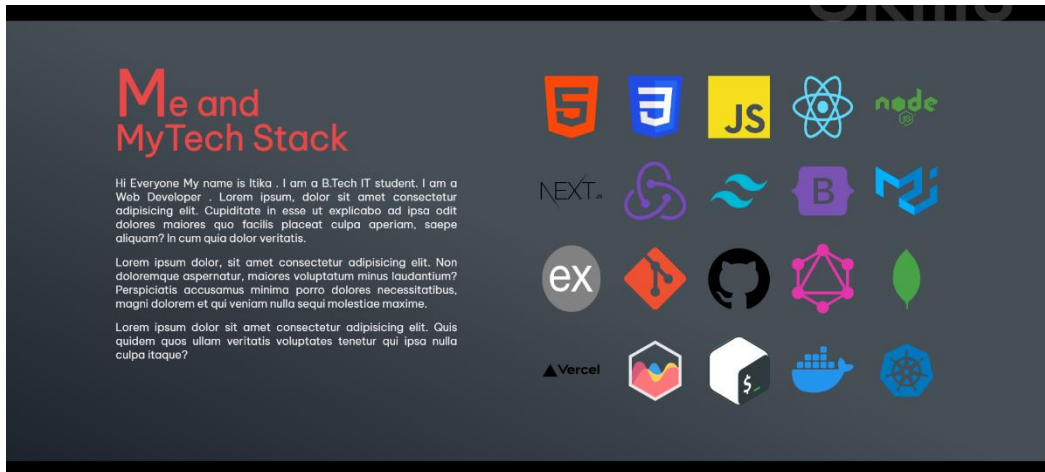 Skills
Me and
MyTech Stack
Hi Everyone My name is Itika . I am a B.Tech IT student. I am a
Web Developer . Lorem ipsum, dolor sit amet consectetur
adipisicing elit. Cupiditate in esse ut explicabo ad ipsa odit
dolores maiores quo facilis placeat culpa aperiam, saepe
aliquam? In cum quia dolor veritatis.
Lorem ipsum dolor, sit amet consectetur adipisicing elit. Non
doloremque aspernatur, maiores voluptatum minus laudantium?
Perspiciatis accusamus minima porro dolores necessitatibus,
magni dolorem et qui veniam nulla sequi molestiae maxime.
Lorem ipsum dolor sit amet consectetur adipisicing elit. Quis
quidem quos ullam veritatis voluptates tenetur qui ipsa nulla
culpa itaque?
5 3 JS node
JS
NEXT.JS B
ex
Vercel $_